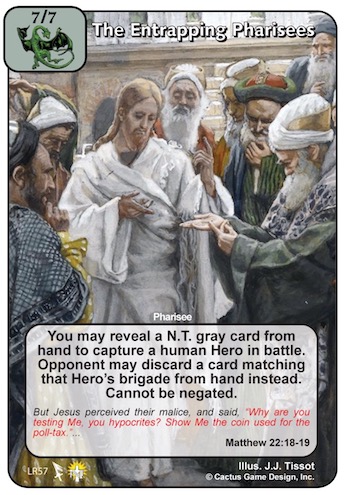 7/7
The Entrapping Pharisees
Pharisee
You may reveal a N.T. gray card from
hand to capture a human Hero in battle.
Opponent may discard a card matching
that Hero's brigade from hand instead.
Cannot be negated.
But Jesus perceived their malice, and said, "Why are you
testing Me, you hypocrites? Show Me the coin used for the
poll-tax."...
Matthew 22:18-19
LR57
Illus. J.J. Tissot
© Cactus Game Design, Inc.